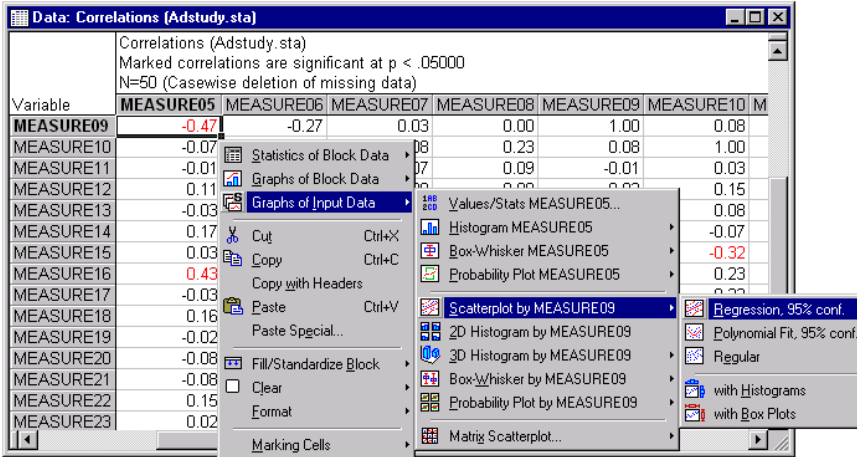 Data: Correlations (Adstudy.sta)
Correlations (Adstudy.sta)
Marked correlations are significant at p < .05000
N=50 (Casewise deletion of missing data)
Variable MEASURE05 MEASURE06 MEASURE07 MEASURE08 MEASURE09 MEASURE10 M
MEASURE09 -0.47 -0.27 0.03 0.00 1.00 0.08
MEASURE10 -0.07 0.23 0.08 1.00
MEASURE11 -0.01 0.09 -0.01 0.03
MEASURE12 0.11 0.15
MEASURE13 -0.03 0.08
MEASURE14 0.17 -0.07
MEASURE15 0.03 -0.32
MEASURE16 0.43 0.23
MEASURE17 -0.03
MEASURE18 0.16
MEASURE19 -0.02
MEASURE20 -0.08
MEASURE21 -0.08
MEASURE22 0.15
MEASURE23 0.02
Statistics of Block Data
Graphs of Block Data
Graphs of Input Data
Cut Ctrl+X
Copy Ctrl+C
Copy with Headers
Paste Ctrl+V
Paste Special...
Fill/Standardize Block
Clear
Format
Marking Cells
Values/Stats MEASURE05...
Histogram MEASURE05
Box-Whisker MEASURE05
Probability Plot MEASURE05
Scatterplot by MEASURE09
2D Histogram by MEASURE09
3D Histogram by MEASURE09
Box-Whisker by MEASURE09
Probability Plot by MEASURE09
Matrix Scatterplot...
Regression, 95% conf.
Polynomial Fit, 95% conf.
Regular
with Histograms
with Box Plots